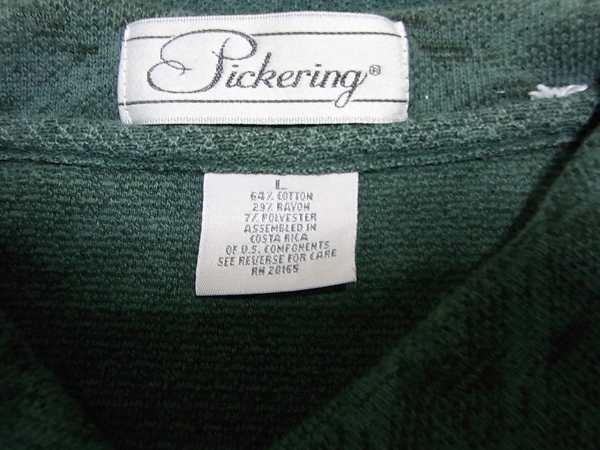 Pickering®
L
64% COTTON
29% RAYON
7% POLYESTER
ASSEMBLED IN
COSTA RICA
OF U.S. COMPONENTS
SEE REVERSE FOR CARE
RN 20165